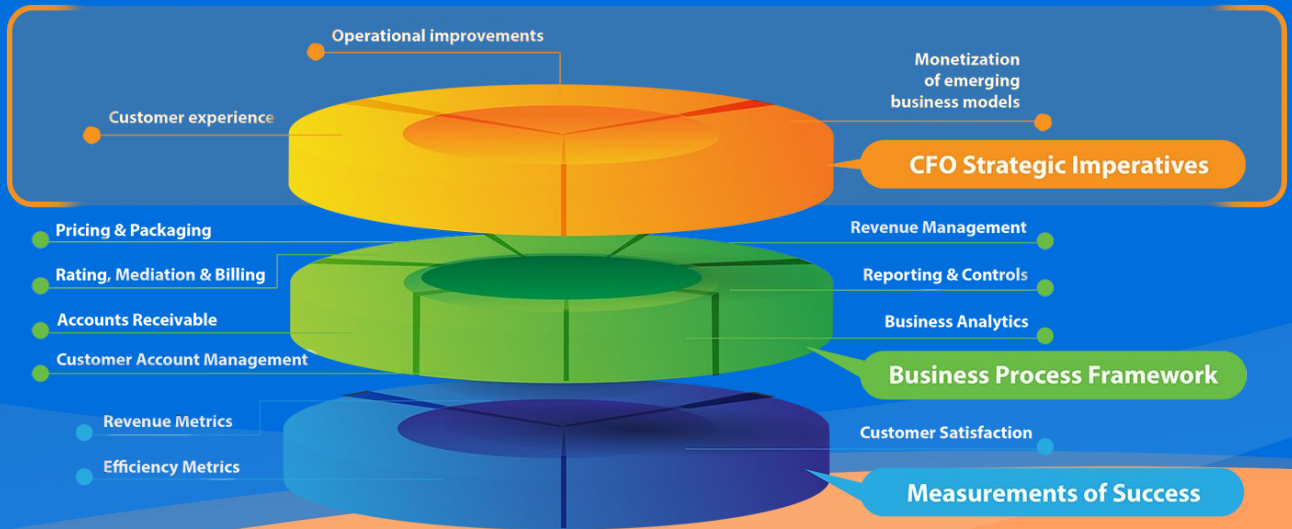 Operational improvements
Monetization
of emerging
business models
Customer experience
CFO Strategic Imperatives
Pricing & Packaging
Revenue Management
Rating, Mediation & Billing
Reporting & Controls
Accounts Receivable
Business Analytics
Customer Account Management
Business Process Framework
Revenue Metrics
Customer Satisfaction
Efficiency Metrics
Measurements of Success